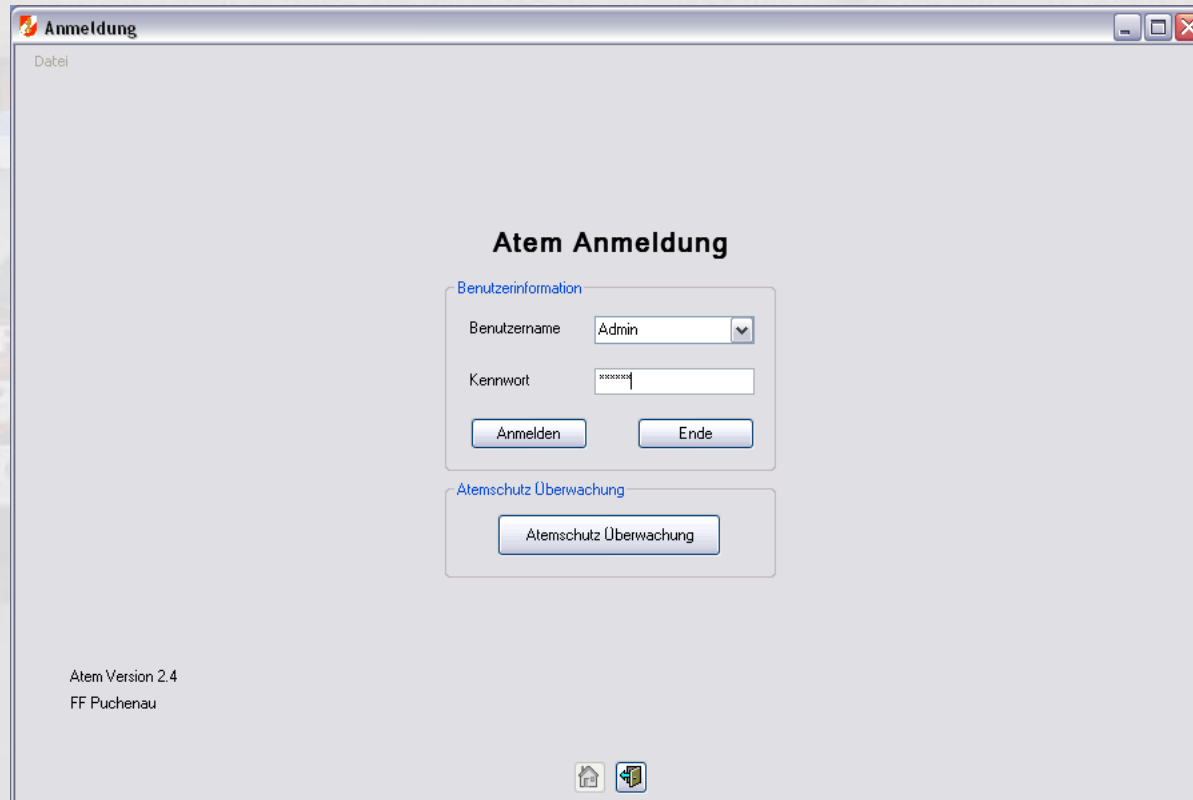 Anmeldung
Datei
Atem Anmeldung
Benutzerinformation
Benutzername Admin
Kennwort ******
Anmelden Ende
Atemschutz Überwachung
Atemschutz Überwachung
Atem Version 2.4
FF Puchenau